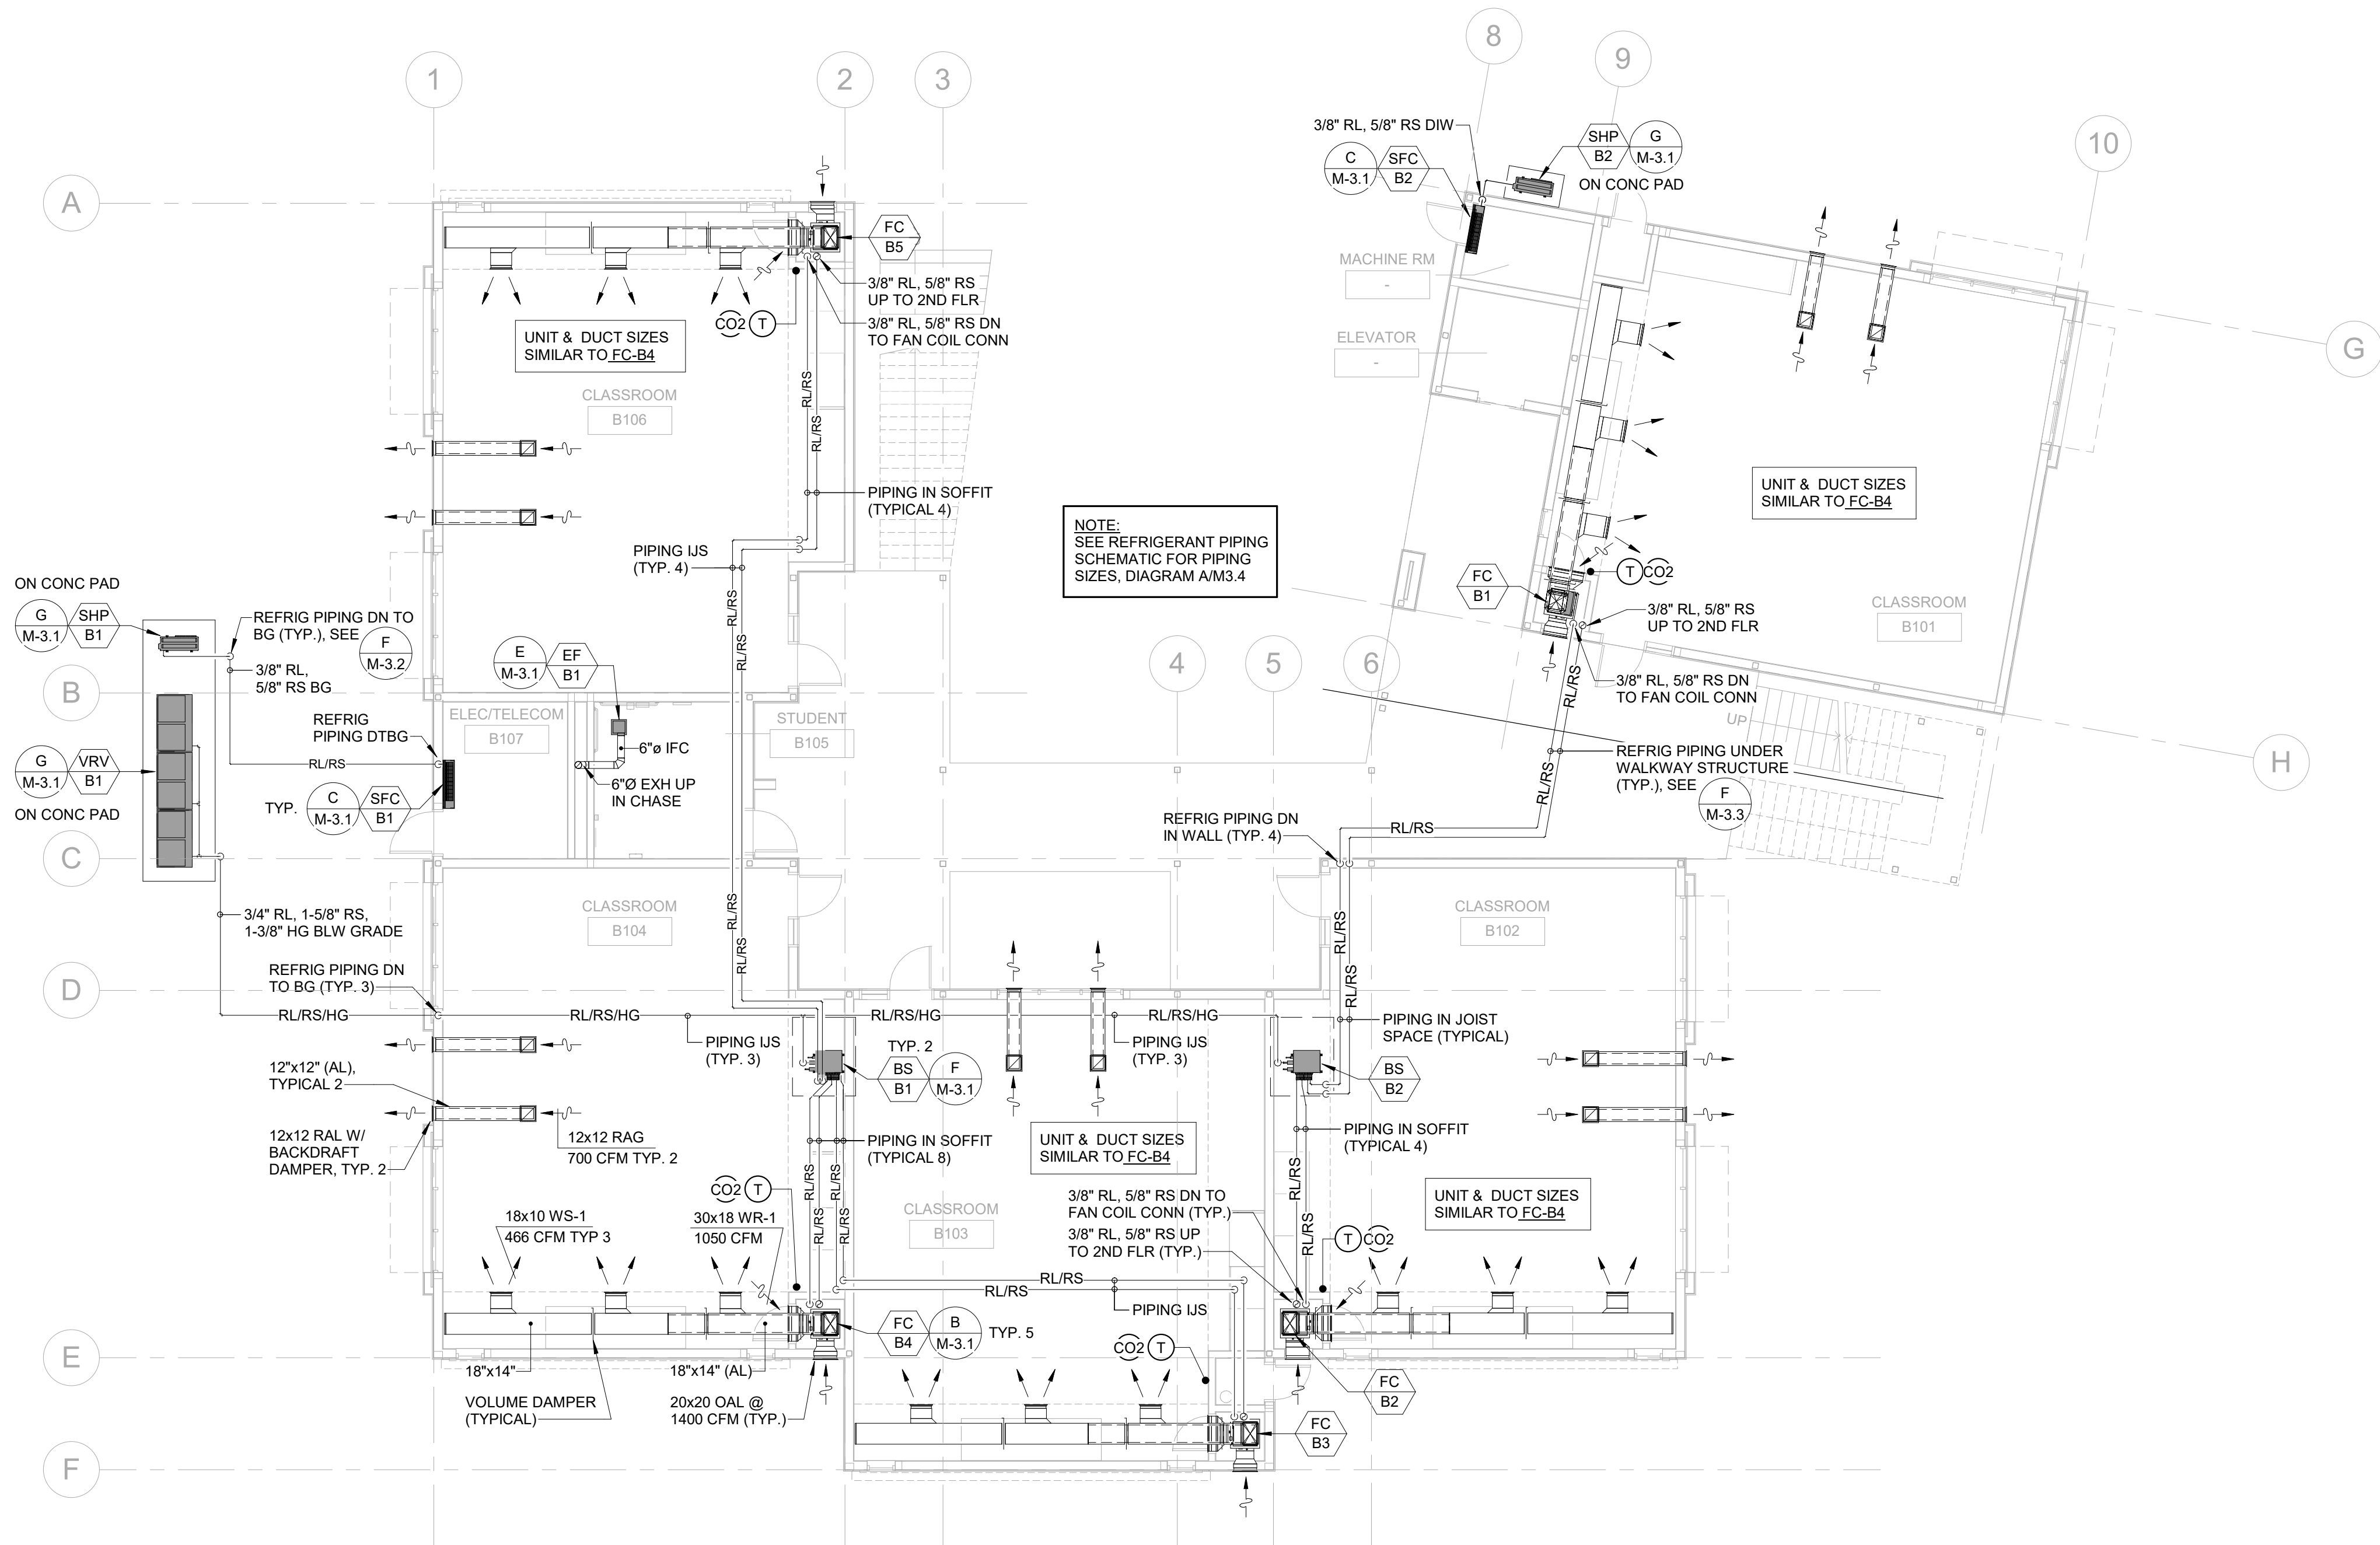 8
9
10
1
2
3
A
3/8" RL, 5/8" RS DIW
C
M-3.1
SFC
B2
SHP
B2
G
M-3.1
ON CONC PAD
FC
B5
3/8" RL, 5/8" RS
UP TO 2ND FLR
3/8" RL, 5/8" RS DN
TO FAN COIL CONN
CO2
T
UNIT & DUCT SIZES
SIMILAR TO FC-B4
CLASSROOM
B106
RL/RS
RL/RS
PIPING IN SOFFIT
(TYPICAL 4)
PIPING IJS
(TYP. 4)
RL/RS
RL/RS
MACHINE RM
-
ELEVATOR
-
G
UNIT & DUCT SIZES
SIMILAR TO FC-B4
NOTE:
SEE REFRIGERANT PIPING
SCHEMATIC FOR PIPING
SIZES, DIAGRAM A/M3.4
T
CO2
FC
B1
3/8" RL, 5/8" RS
UP TO 2ND FLR
CLASSROOM
B101
3/8" RL, 5/8" RS DN
TO FAN COIL CONN
RL/RS
RL/RS
UP
REFRIG PIPING UNDER
WALKWAY STRUCTURE
(TYP.), SEE
F
M-3.3
H
4
5
6
ON CONC PAD
G
M-3.1
SHP
B1
REFRIG PIPING DN TO
BG (TYP.), SEE
F
M-3.2
3/8" RL,
5/8" RS BG
B
E
M-3.1
EF
B1
ELEC/TELECOM
B107
STUDENT
B105
REFRIG
PIPING DTBG
6"ø IFC
6"Ø EXH UP
IN CHASE
G
M-3.1
VRV
B1
ON CONC PAD
RL/RS
TYP.
C
M-3.1
SFC
B1
C
REFRIG PIPING DN
IN WALL (TYP. 4)
RL/RS
RL/RS
RL/RS
RL/RS
RL/RS
CLASSROOM
B104
CLASSROOM
B102
3/4" RL, 1-5/8" RS,
1-3/8" HG BLW GRADE
D
REFRIG PIPING DN
TO BG (TYP. 3)
RL/RS/HG
RL/RS/HG
RL/RS/HG
RL/RS/HG
PIPING IJS
(TYP. 3)
PIPING IJS
(TYP. 3)
PIPING IN JOIST
SPACE (TYPICAL)
TYP. 2
BS
B1
F
M-3.1
BS
B2
12"x12" (AL),
TYPICAL 2
12x12 RAL W/
BACKDRAFT
DAMPER, TYP. 2
12x12 RAG
700 CFM TYP. 2
PIPING IN SOFFIT
(TYPICAL 8)
UNIT & DUCT SIZES
SIMILAR TO FC-B4
PIPING IN SOFFIT
(TYPICAL 4)
CO2
T
RL/RS
RL/RS
RL/RS
RL/RS
3/8" RL, 5/8" RS DN TO
FAN COIL CONN (TYP.)
3/8" RL, 5/8" RS UP
TO 2ND FLR (TYP.)
RL/RS
RL/RS
UNIT & DUCT SIZES
SIMILAR TO FC-B4
18x10 WS-1
466 CFM TYP 3
30x18 WR-1
1050 CFM
CLASSROOM
B103
T
CO2
RL/RS
RL/RS
PIPING IJS
FC
B4
B
M-3.1
TYP. 5
CO2
T
E
18"x14"
18"x14" (AL)
VOLUME DAMPER
(TYPICAL)
20x20 OAL @
1400 CFM (TYP.)
FC
B2
FC
B3
F